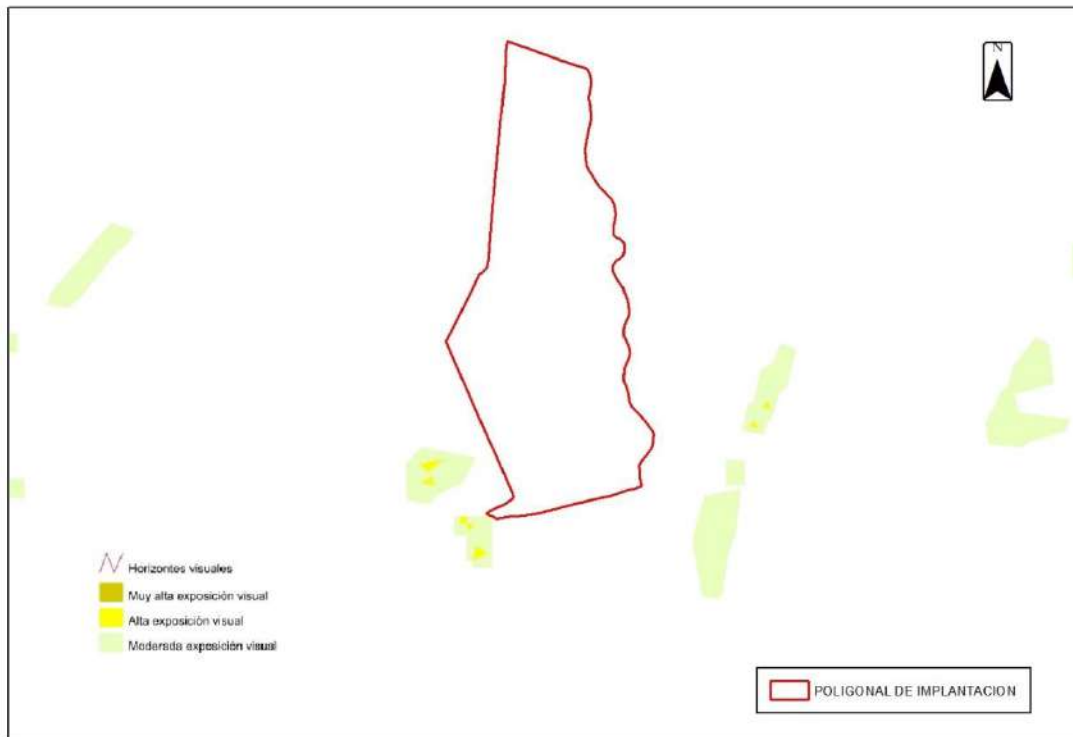 N
Horizontes visuales
Muy alta exposición visual
Alta exposición visual
Moderada exposición visual
POLIGONAL DE IMPLANTACION